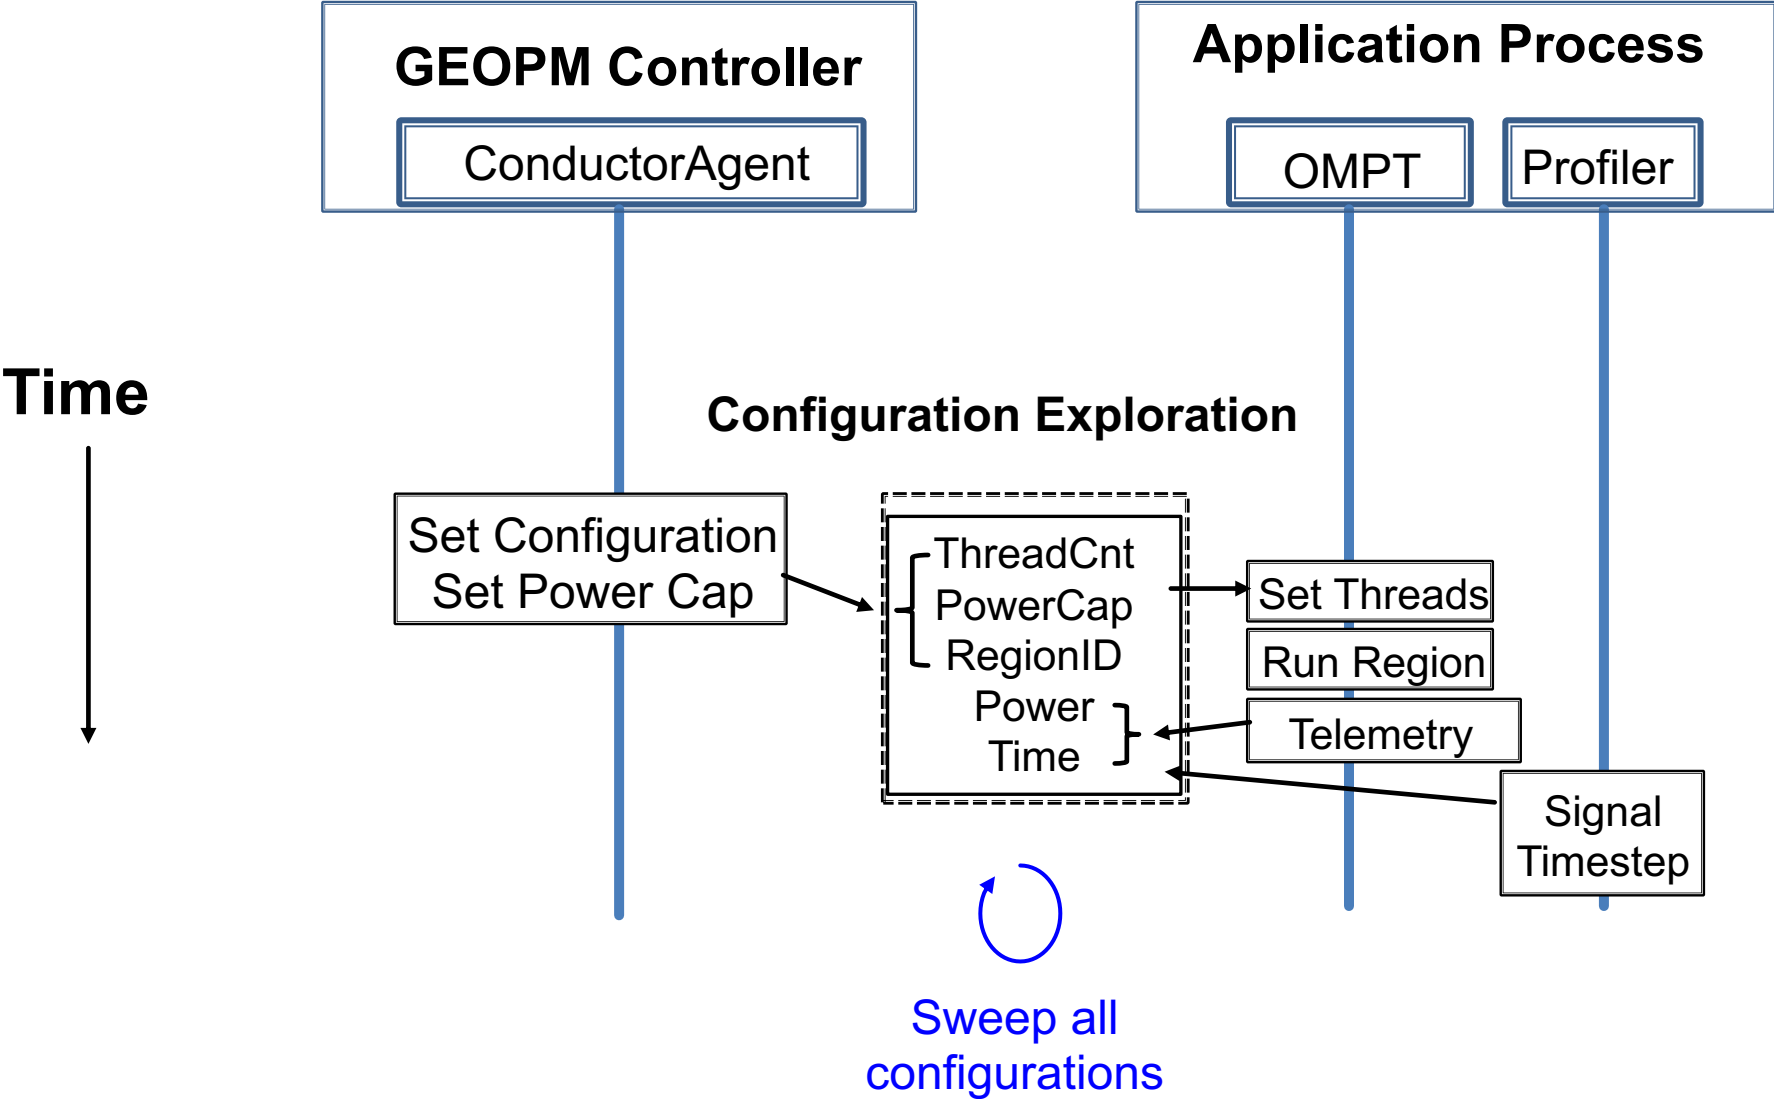 GEOPM Controller
ConductorAgent
Application Process
OMPT
Profiler
Time
Configuration Exploration
Set Configuration
Set Power Cap
ThreadCnt
PowerCap
RegionID
Power
Time
Set Threads
Run Region
Telemetry
Signal
Timestep
Sweep all
configurations